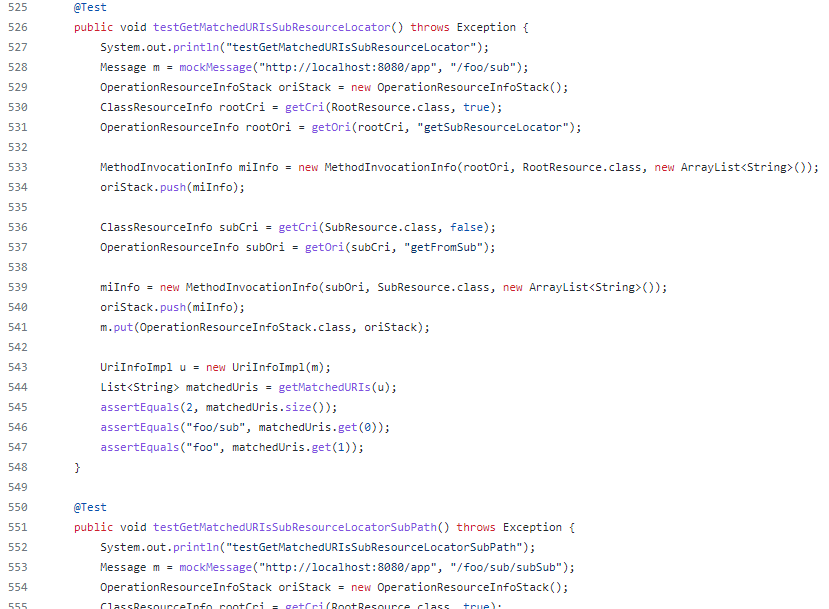 525 @Test
526 public void testGetMatchedURIsSubResourceLocator() throws Exception {
527 System.out.println("testGetMatchedURIsSubResourceLocator");
528 Message m = mockMessage("http://localhost:8080/app", "/foo/sub");
529 OperationResourceInfoStack oriStack = new OperationResourceInfoStack();
530 ClassResourceInfo rootCri = getCri(RootResource.class, true);
531 OperationResourceInfo rootOri = getOri(rootCri, "getSubResourceLocator");
532
533 MethodInvocationInfo miInfo = new MethodInvocationInfo(rootOri, RootResource.class, new ArrayList<String>());
534 oriStack.push(miInfo);
535
536 ClassResourceInfo subCri = getCri(SubResource.class, false);
537 OperationResourceInfo subOri = getOri(subCri, "getFromSub");
538
539 miInfo = new MethodInvocationInfo(subOri, SubResource.class, new ArrayList<String>());
540 oriStack.push(miInfo);
541 m.put(OperationResourceInfoStack.class, oriStack);
542
543 UriInfoImpl u = new UriInfoImpl(m);
544 List<String> matchedUris = getMatchedURIs(u);
545 assertEquals(2, matchedUris.size());
546 assertEquals("foo/sub", matchedUris.get(0));
547 assertEquals("foo", matchedUris.get(1));
548 }
549
550 @Test
551 public void testGetMatchedURIsSubResourceLocatorSubPath() throws Exception {
552 System.out.println("testGetMatchedURIsSubResourceLocatorSubPath");
553 Message m = mockMessage("http://localhost:8080/app", "/foo/sub/subSub");
554 OperationResourceInfoStack oriStack = new OperationResourceInfoStack();
555 ClassResourceInfo rootCri = getCri(RootResource.class, true);